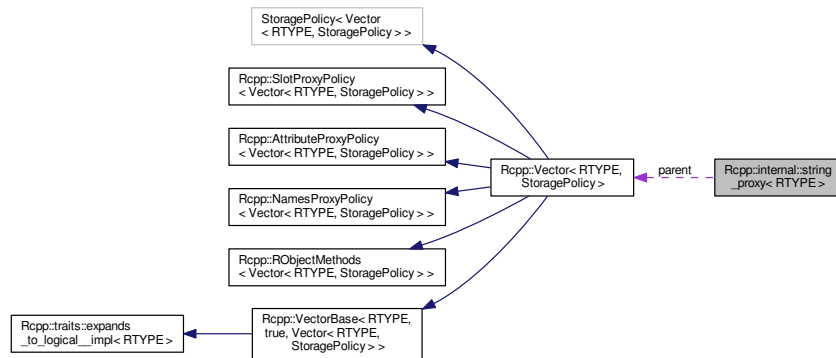 StoragePolicy< Vector
< RTYPE, StoragePolicy > >
Rcpp::SlotProxyPolicy
< Vector< RTYPE, StoragePolicy > >
Rcpp::AttributeProxyPolicy
< Vector< RTYPE, StoragePolicy > >
Rcpp::NamesProxyPolicy
< Vector< RTYPE, StoragePolicy > >
Rcpp::RObjectMethods
< Vector< RTYPE, StoragePolicy > >
Rcpp::traits::expands
_to_logical__impl< RTYPE >
Rcpp::VectorBase< RTYPE,
true, Vector< RTYPE,
StoragePolicy > >
Rcpp::Vector< RTYPE,
StoragePolicy >
parent
Rcpp::internal::string
_proxy< RTYPE >